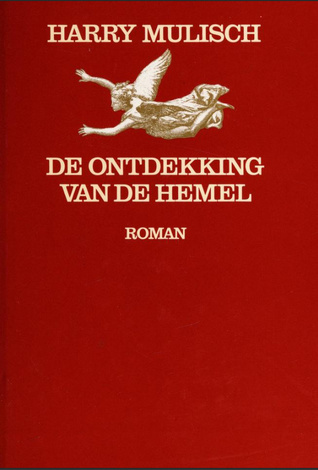 HARRY MULISCH
DE ONTDEKKING
VAN DE HEMEL
ROMAN